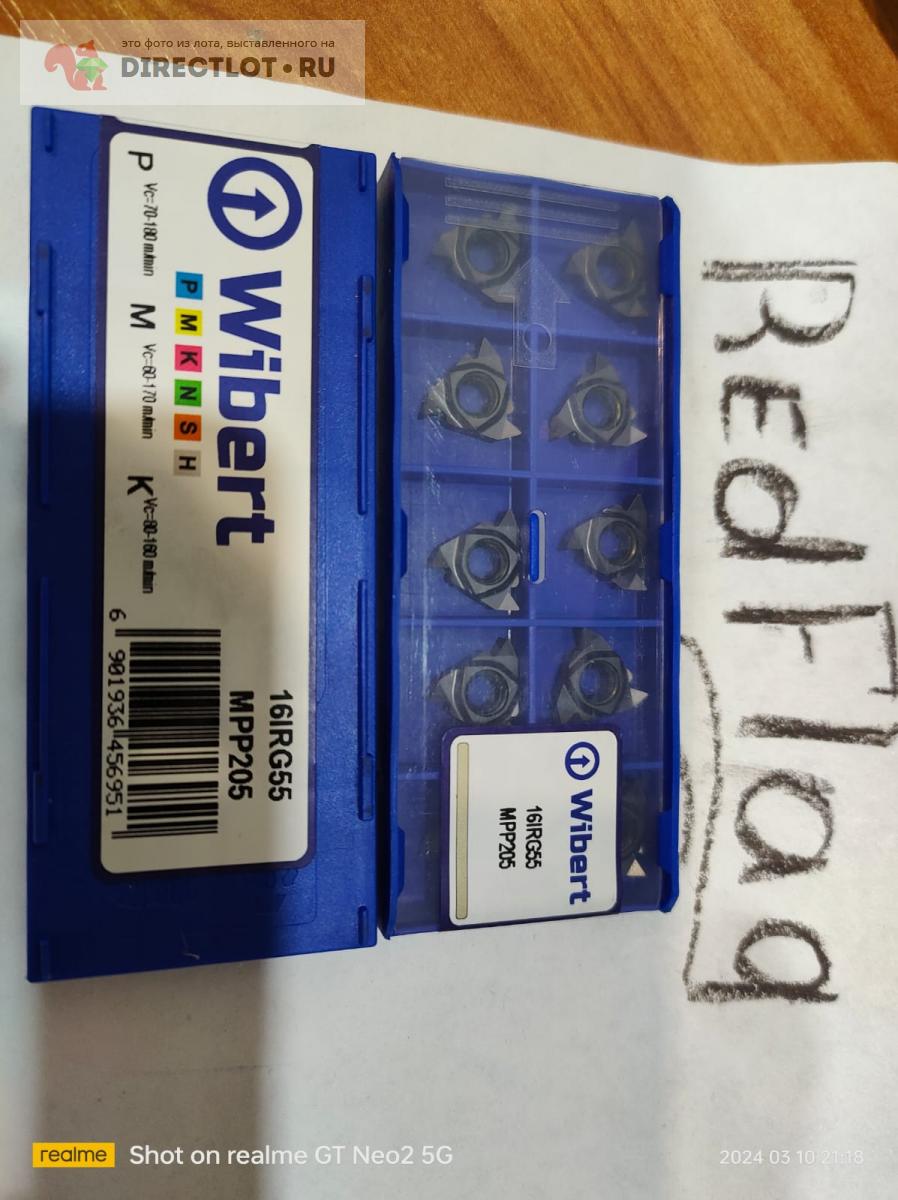 это фото из лота, выставленного на
DIRECTLOT.RU
Wibert
P M K N S H
P Vc=70-180 m/min M Vc=60-170 m/min K Vc=80-160 m/min
16IRG55
MPP205
6 901936 456951
Wibert
16IRG55
MPP205
Red Flag
realme
Shot on realme GT Neo2 5G
2024 03 10 21:18